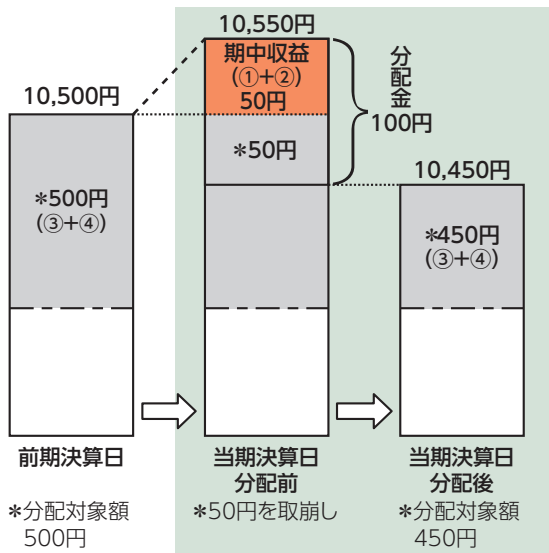 10,500円
*500円
(③+④)
前期決算日
*分配対象額
500円
10,550円
期中収益
(①+②)
50円
*50円
分配金
100円
当期決算日
分配前
*50円を取崩し
10,450円
*450円
(③+④)
当期決算日
分配後
*分配対象額
450円